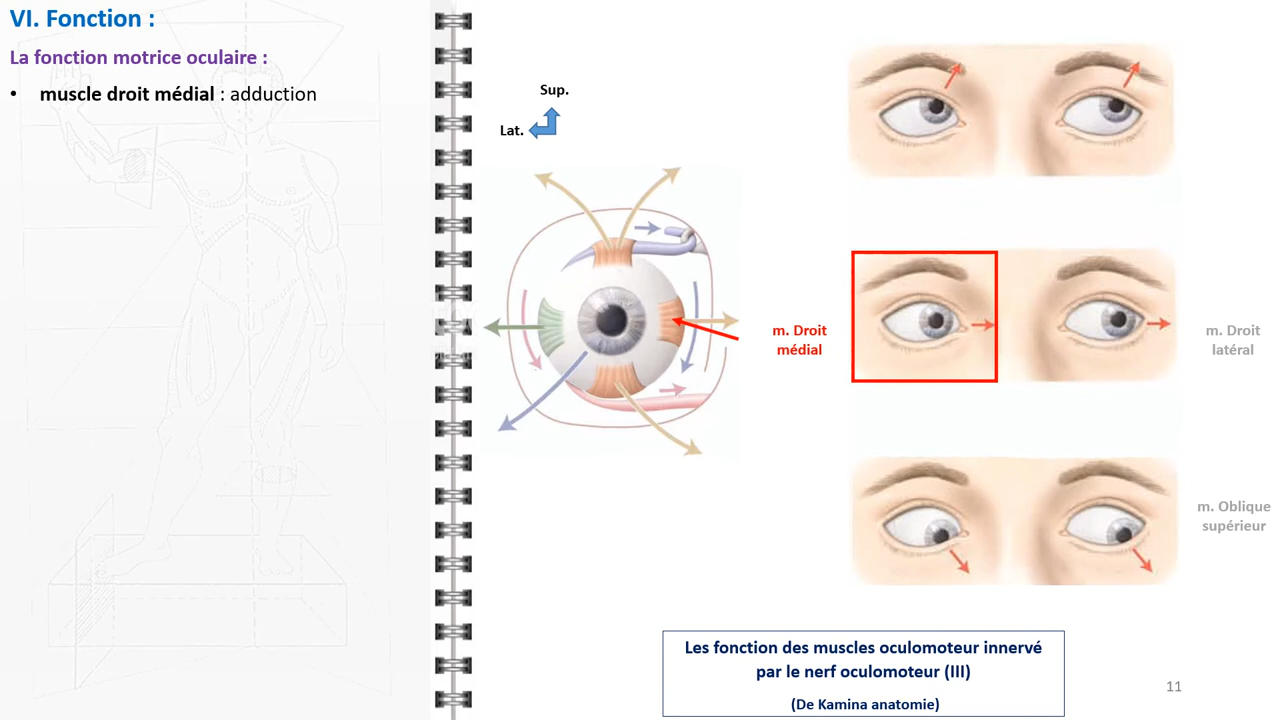 VI. Fonction :
La fonction motrice oculaire :
• muscle droit médial : adduction
Sup.
Lat.
m. Droit
médial
m. Droit
latéral
m. Oblique
supérieur
Les fonction des muscles oculomoteur innervé
par le nerf oculomoteur (III)
(De Kamina anatomie)
11